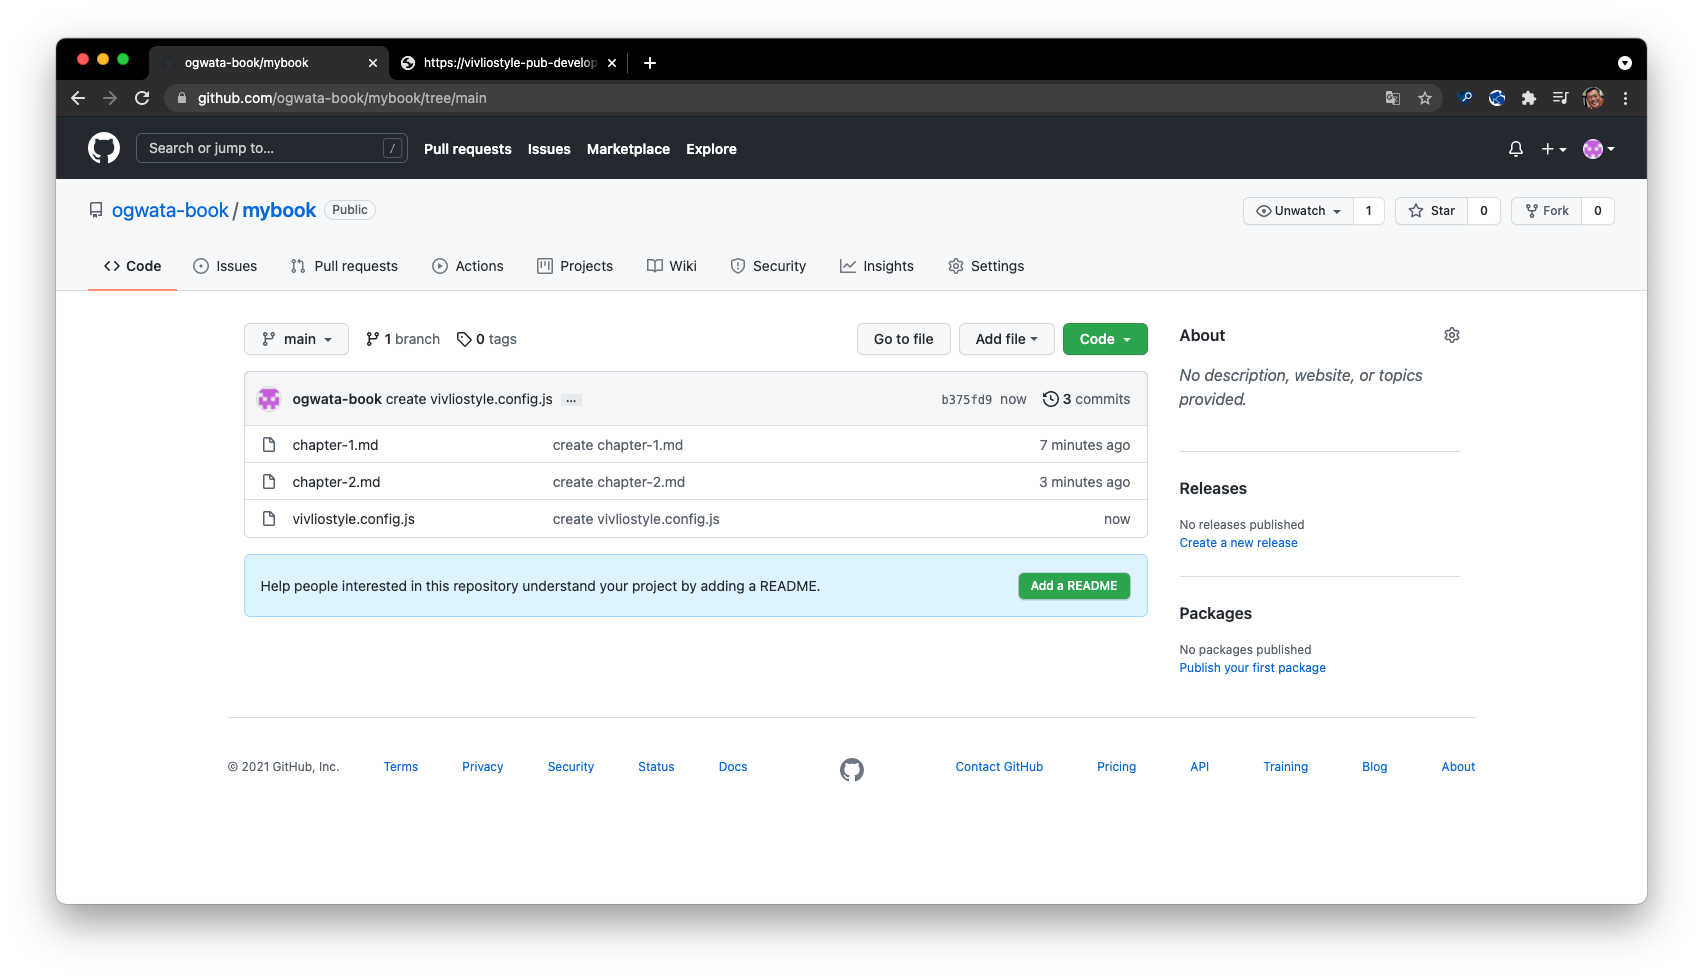 ogwata-book/mybook
https://vivliostyle-pub-develop
github.com/ogwata-book/mybook/tree/main
Search or jump to... /
Pull requests Issues Marketplace Explore
ogwata-book / mybook Public
Unwatch 1 Star 0 Fork 0
Code Issues Pull requests Actions Projects Wiki Security Insights Settings
main 1 branch 0 tags Go to file Add file Code
ogwata-book create vivliostyle.config.js ... b375fd9 now 3 commits
chapter-1.md create chapter-1.md 7 minutes ago
chapter-2.md create chapter-2.md 3 minutes ago
vivliostyle.config.js create vivliostyle.config.js now
Help people interested in this repository understand your project by adding a README. Add a README
About
No description, website, or topics
provided.
Releases
No releases published
Create a new release
Packages
No packages published
Publish your first package
© 2021 GitHub, Inc. Terms Privacy Security Status Docs Contact GitHub Pricing API Training Blog About